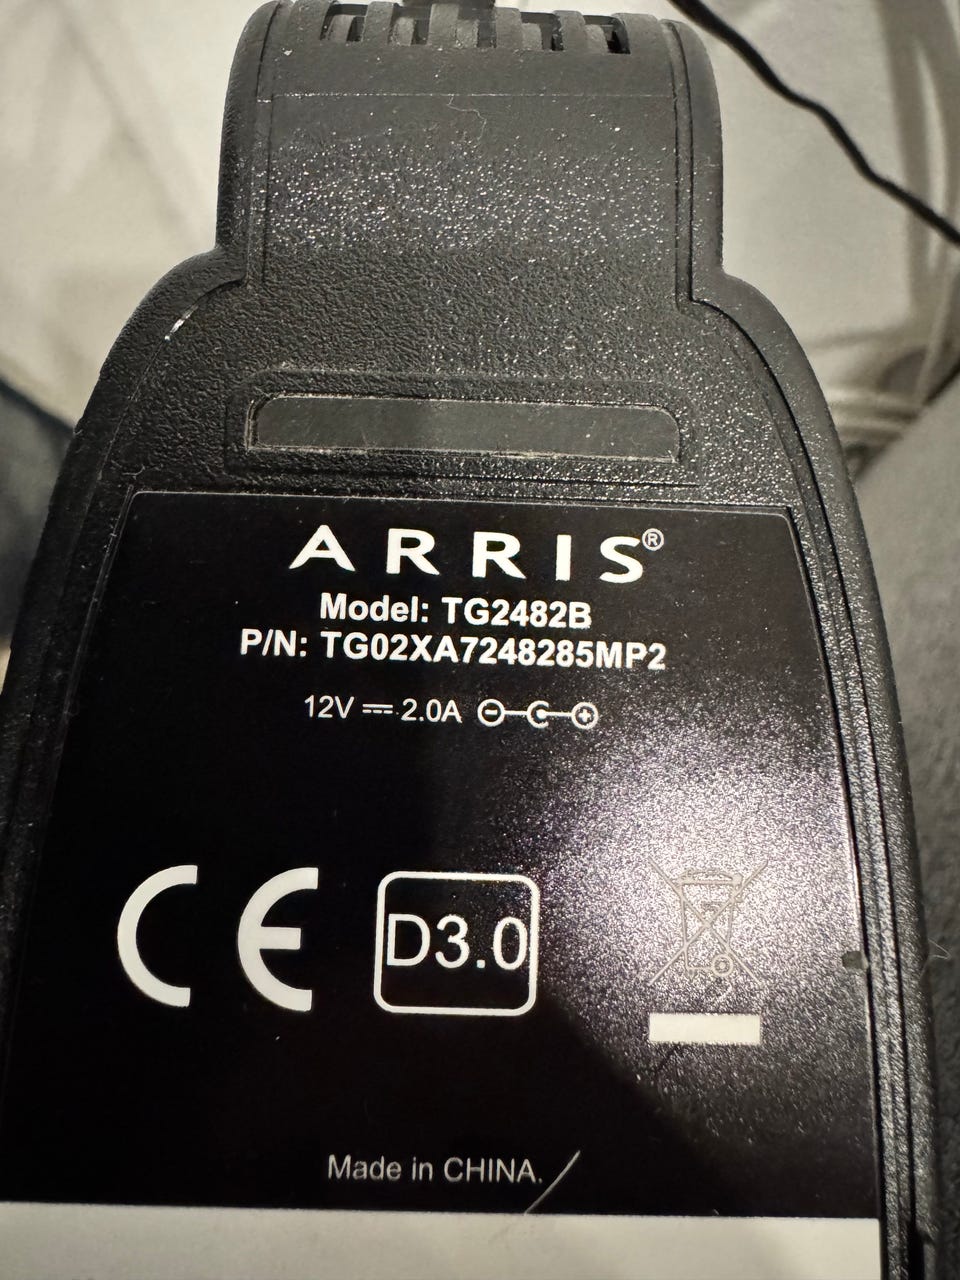 ARRIS®
Model: TG2482B
P/N: TG02XA7248285MP2
12V ⎓ 2.0A
CE D3.0
Made in CHINA.